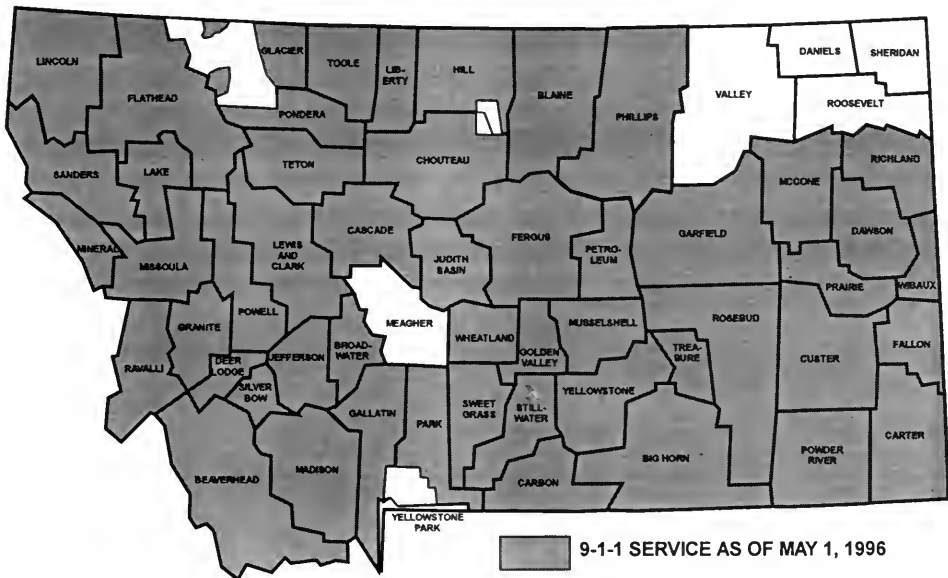 LINCOLN
FLATHEAD
GLACIER
TOOLE
LIB-
ERTY
HILL
BLAINE
PHILLIPS
VALLEY
DANIELS
SHERIDAN
ROOSEVELT
PONDERA
TETON
CHOUTEAU
SANDERS
LAKE
MINERAL
MISSOULA
LEWIS
AND
CLARK
CASCADE
JUDITH
BASIN
FERGUS
PETRO-
LEUM
GARFIELD
MCCONE
RICHLAND
DAWSON
PRAIRIE
WIBAUX
POWELL
GRANITE
RAVALLI
DEER
LODGE
SILVER
BOW
JEFFERSON
BROAD-
WATER
MEAGHER
WHEATLAND
GOLDEN
VALLEY
MUSSELSHELL
ROSEBUD
TREA-
SURE
CUSTER
FALLON
BEAVERHEAD
MADISON
GALLATIN
PARK
SWEET
GRASS
STILL-
WATER
YELLOWSTONE
CARBON
BIG HORN
POWDER
RIVER
CARTER
YELLOWSTONE
PARK
9-1-1 SERVICE AS OF MAY 1, 1996